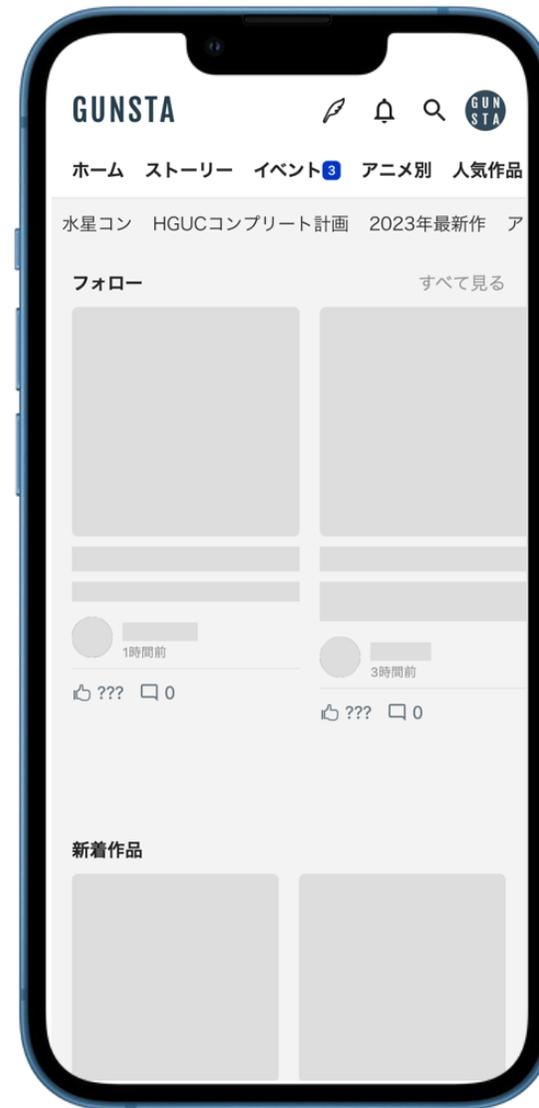 GUNSTA
GUN
STA
ホーム ストーリー イベント 3 アニメ別 人気作品
水星コン HGUCコンプリート計画 2023年最新作 ア
フォロー すべて見る
1時間前
3時間前
??? 0
??? 0
新着作品